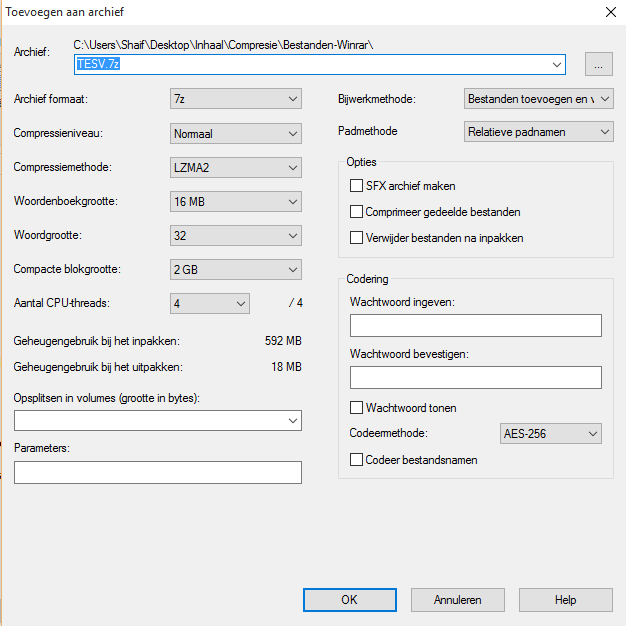 Toevoegen aan archief
Archief:
C:\Users\Shaif\Desktop\Inhaal\Compresie\Bestanden-Winrar\
TESV.7z
...
Archief formaat: 7z
Compressieniveau: Normaal
Compressiemethode: LZMA2
Woordenboekgrootte: 16 MB
Woordgrootte: 32
Compacte blokgrootte: 2 GB
Aantal CPU-threads: 4 / 4
Geheugengebruik bij het inpakken: 592 MB
Geheugengebruik bij het uitpakken: 18 MB
Opsplitsen in volumes (grootte in bytes):
Parameters:
Bijwerkmethode: Bestanden toevoegen en v
Padmethode Relatieve padnamen
Opties
SFX archief maken
Comprimeer gedeelde bestanden
Verwijder bestanden na inpakken
Codering
Wachtwoord ingeven:
Wachtwoord bevestigen:
Wachtwoord tonen
Codeermethode: AES-256
Codeer bestandsnamen
OK Annuleren Help